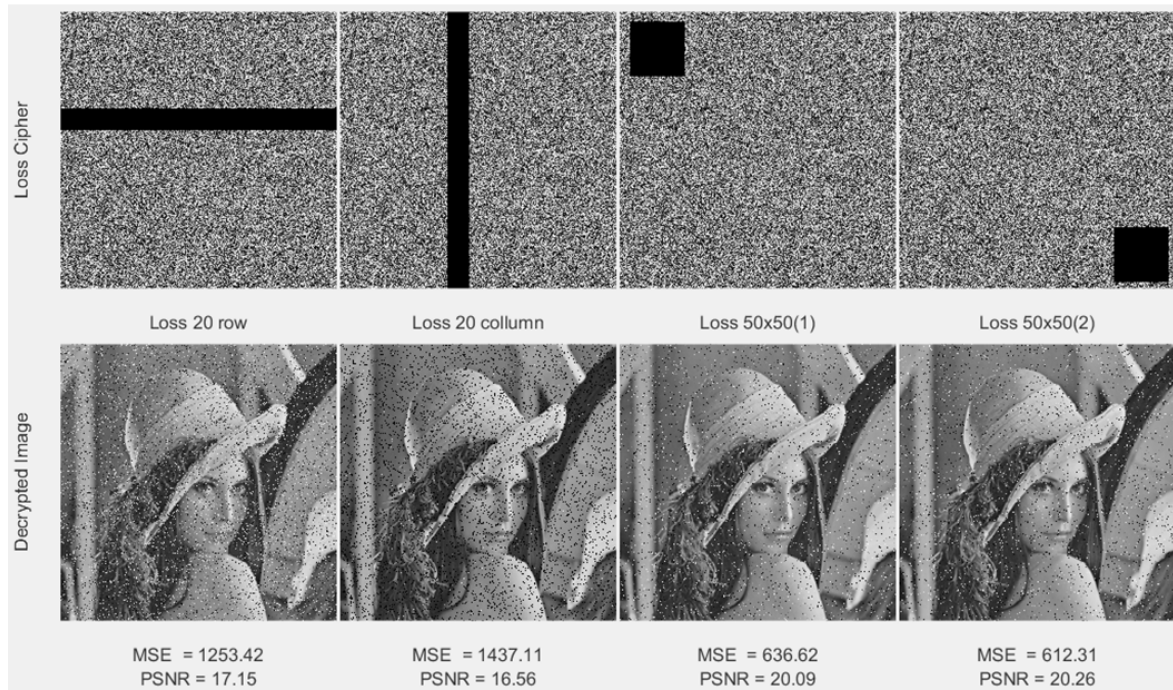 Loss Cipher
Loss 20 row
Loss 20 collumn
Loss 50x50(1)
Loss 50x50(2)
Decrypted Image
MSE = 1253.42
PSNR = 17.15
MSE = 1437.11
PSNR = 16.56
MSE = 636.62
PSNR = 20.09
MSE = 612.31
PSNR = 20.26